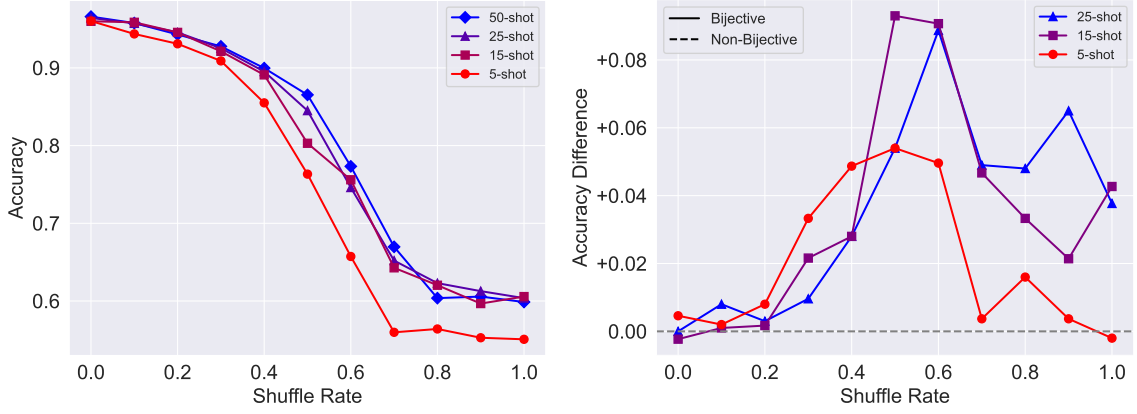 50-shot
25-shot
15-shot
5-shot
0.9
0.8
0.7
0.6
Accuracy
0.0 0.2 0.4 0.6 0.8 1.0
Shuffle Rate
Bijective
Non-Bijective
25-shot
15-shot
5-shot
+0.08
+0.06
+0.04
+0.02
0.00
Accuracy Difference
0.0 0.2 0.4 0.6 0.8 1.0
Shuffle Rate